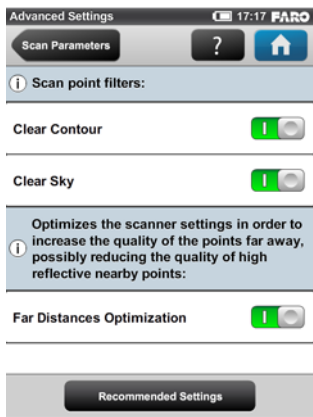 Advanced Settings 17:17 FARO
Scan Parameters ?
i Scan point filters:
Clear Contour I
Clear Sky I
Optimizes the scanner settings in order to
i increase the quality of the points far away,
possibly reducing the quality of high
reflective nearby points:
Far Distances Optimization I
Recommended Settings